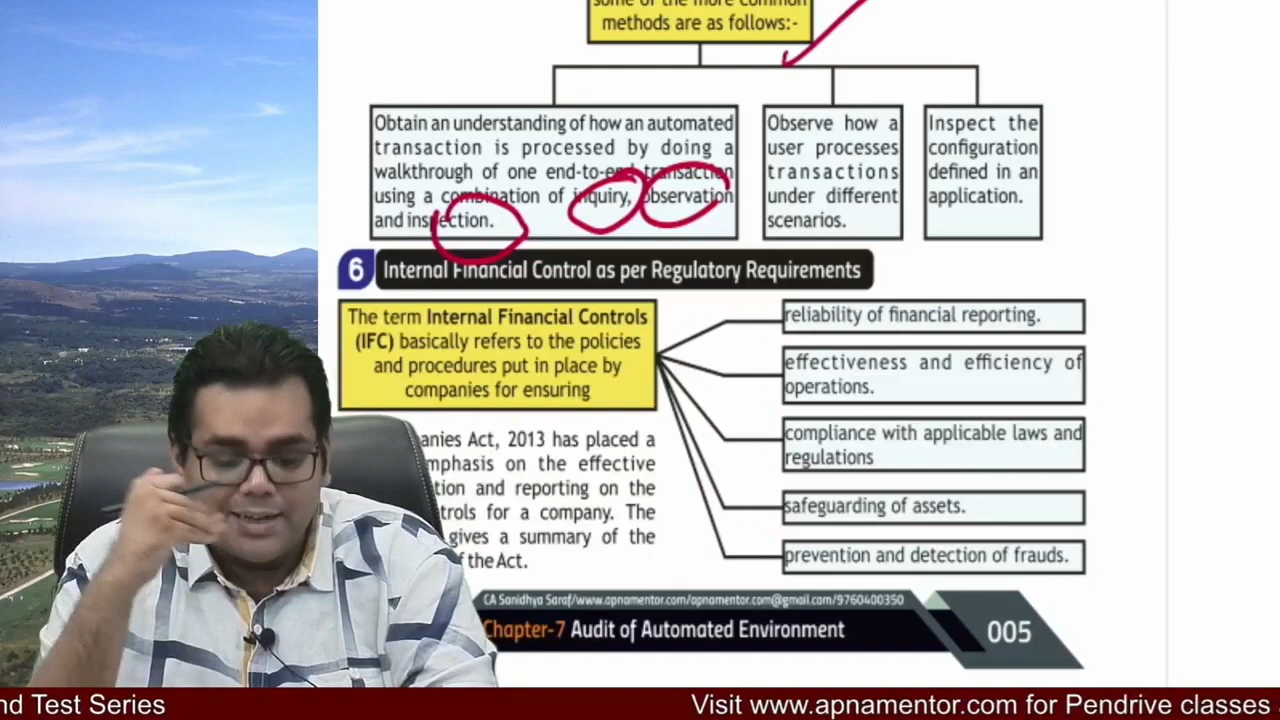 some of the more common
methods are as follows:-
Obtain an understanding of how an automated
transaction is processed by doing a
walkthrough of one end-to-end transaction
using a combination of inquiry, observation
and inspection.
Observe how a
user processes
transactions
under different
scenarios.
Inspect the
configuration
defined in an
application.
6 Internal Financial Control as per Regulatory Requirements
The term Internal Financial Controls
(IFC) basically refers to the policies
and procedures put in place by
companies for ensuring
reliability of financial reporting.
effectiveness and efficiency of
operations.
compliance with applicable laws and
regulations
safeguarding of assets.
prevention and detection of frauds.
anies Act, 2013 has placed a
mphasis on the effective
tion and reporting on the
trols for a company. The
gives a summary of the
f the Act.
CA Sanidhya Saraf/www.apnamentor.com/apnamentor.com@gmail.com/9760400350
Chapter-7 Audit of Automated Environment
005
nd Test Series
Visit www.apnamentor.com for Pendrive classes